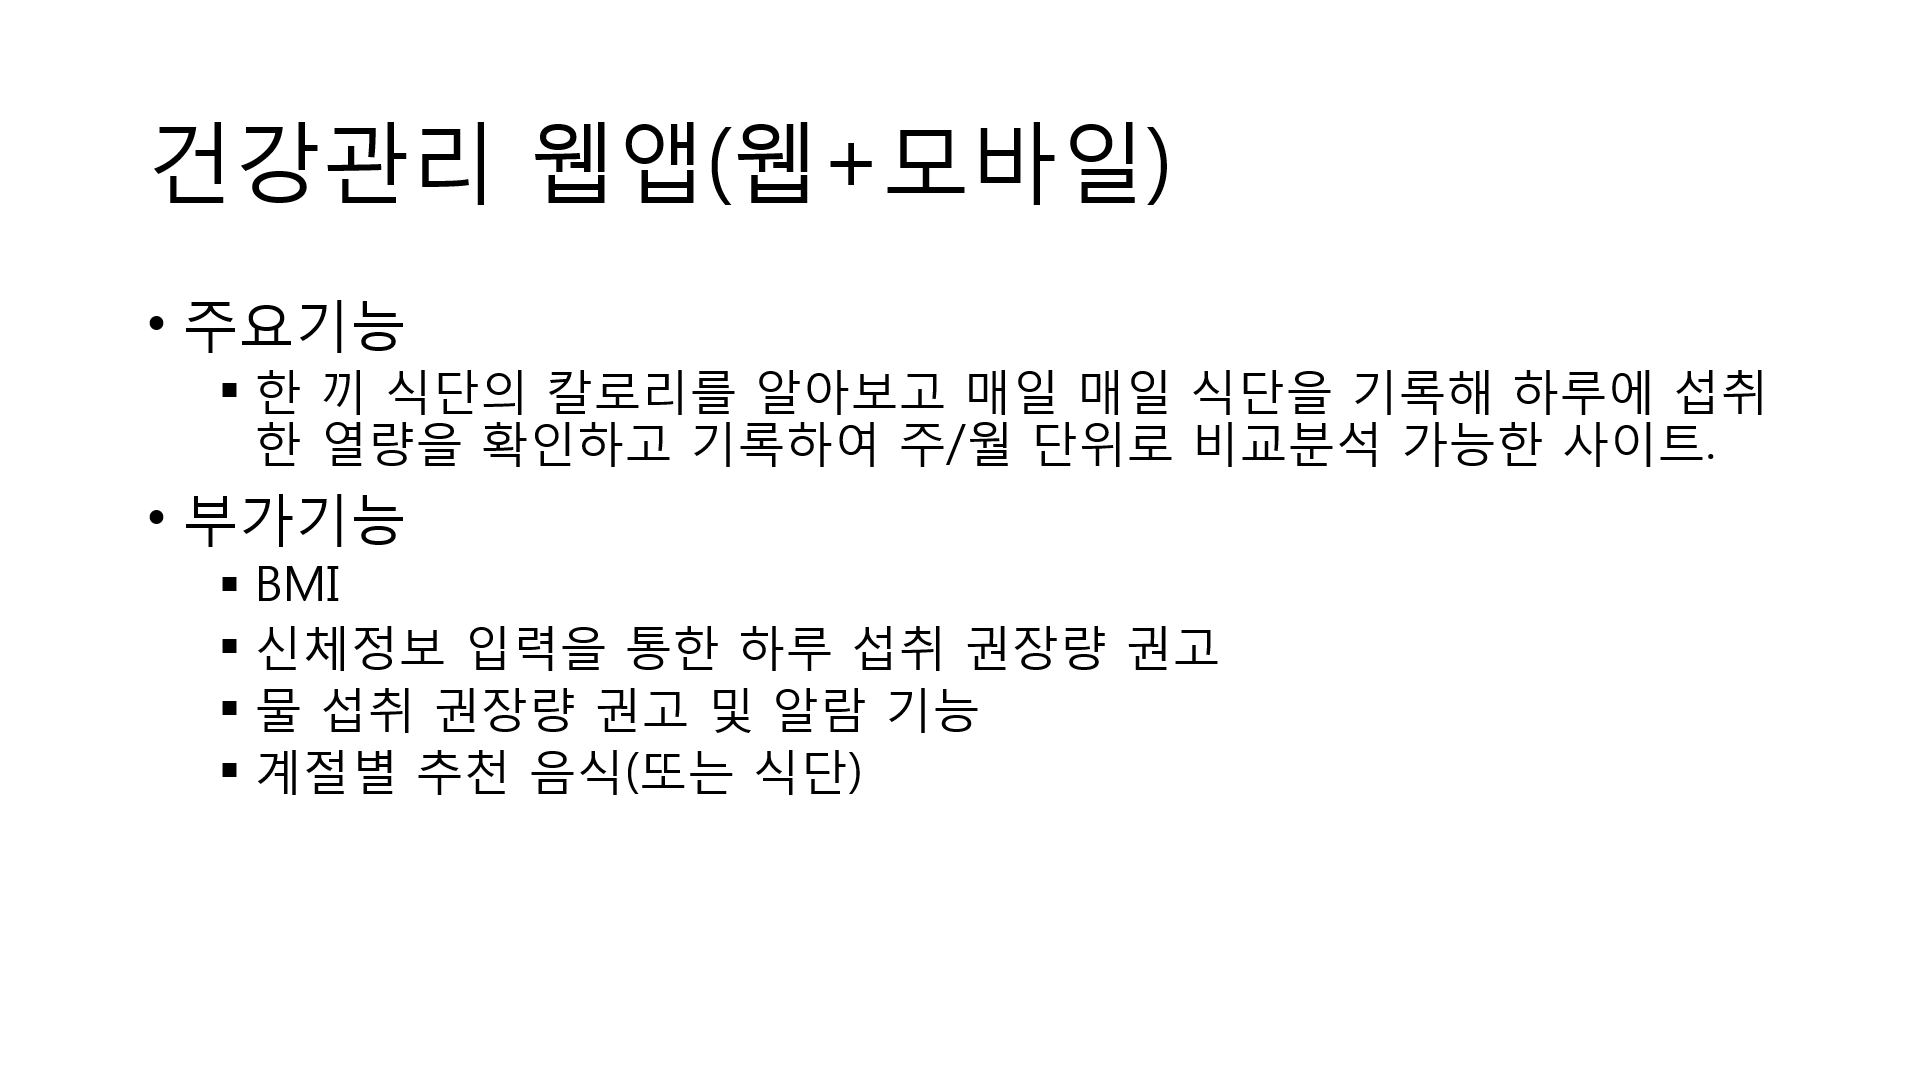 건강관리 웹앱(웹+모바일)
• 주요기능
▪ 한 끼 식단의 칼로리를 알아보고 매일 매일 식단을 기록해 하루에 섭취
한 열량을 확인하고 기록하여 주/월 단위로 비교분석 가능한 사이트.
• 부가기능
▪ BMI
▪ 신체정보 입력을 통한 하루 섭취 권장량 권고
▪ 물 섭취 권장량 권고 및 알람 기능
▪ 계절별 추천 음식(또는 식단)